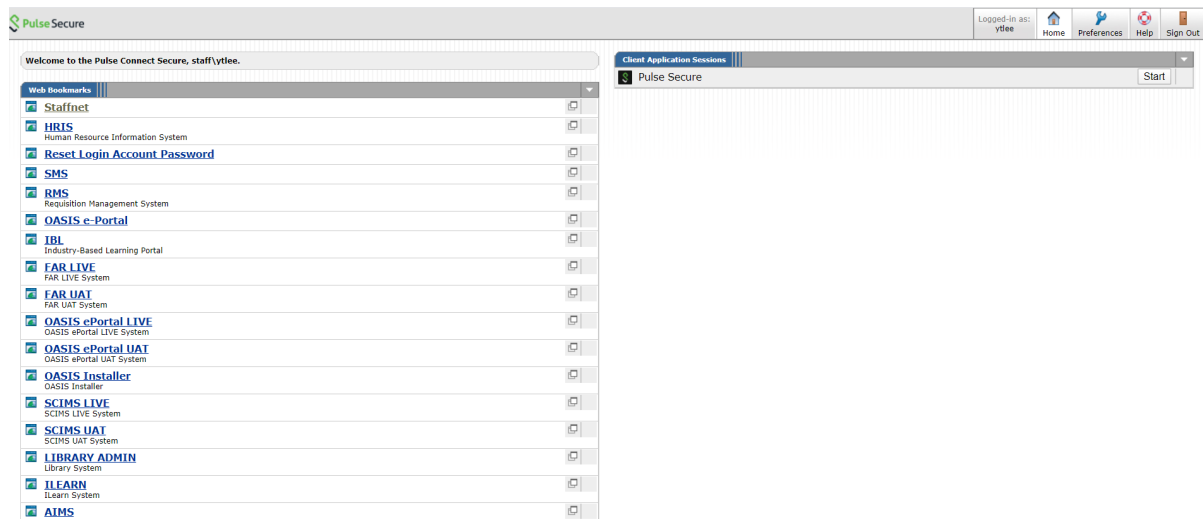 Pulse Secure
Logged-in as:
ytlee
Home
Preferences
Help
Sign Out
Welcome to the Pulse Connect Secure, staff\ytlee.
Web Bookmarks
Staffnet
HRIS
Human Resource Information System
Reset Login Account Password
SMS
RMS
Requisition Management System
OASIS e-Portal
IBL
Industry-Based Learning Portal
FAR LIVE
FAR LIVE System
FAR UAT
FAR UAT System
OASIS ePortal LIVE
OASIS ePortal LIVE System
OASIS ePortal UAT
OASIS ePortal UAT System
OASIS Installer
OASIS Installer
SCIMS LIVE
SCIMS LIVE System
SCIMS UAT
SCIMS UAT System
LIBRARY ADMIN
Library System
ILEARN
ILearn System
AIMS
Client Application Sessions
Pulse Secure
Start